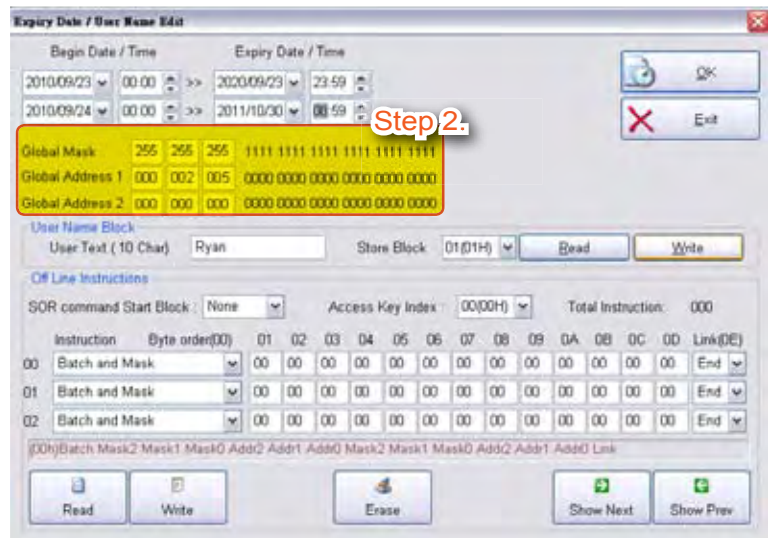 Expiry Date / User Name Edit
Begin Date / Time Expiry Date / Time
2010/09/23 00:00 >> 2020/09/23 23:59
2010/09/24 00:00 >> 2011/10/30 00:59
OK
Exit
Step 2.
Global Mask 255 255 255 1111 1111 1111 1111 1111 1111
Global Address 1 000 002 005 0000 0000 0000 0000 0000 0000
Global Address 2 000 000 000 0000 0000 0000 0000 0000 0000
User Name Block
User Text ( 10 Char) Ryan Store Block 01(01H) Read Write
Off Line Instructions
SOR command Start Block : None Access Key Index : 00(00H) Total Instruction: 000
Instruction Byte order(00) 01 02 03 04 05 06 07 08 09 0A 0B 0C 0D Link(0E)
00 Batch and Mask 00 00 00 00 00 00 00 00 00 00 00 00 00 End
01 Batch and Mask 00 00 00 00 00 00 00 00 00 00 00 00 00 End
02 Batch and Mask 00 00 00 00 00 00 00 00 00 00 00 00 00 End
(00h)Batch Mask2 Mask1 Mask0 Addr2 Addr1 Addr0 Mask2 Mask1 Mask0 Addr2 Addr1 Addr0 Link
Read Write Erase Show Next Show Prev